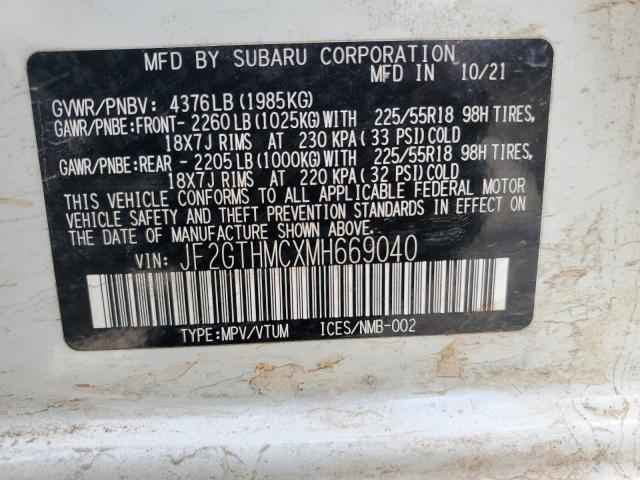 MFD BY SUBARU CORPORATION
MFD IN 10/21
GVWR/PNBV: 4376LB (1985KG)
GAWR/PNBE:FRONT- 2260LB (1025KG)WITH 225/55R18 98H TIRES,
18X7J RIMS AT 230 KPA( 33 PSI)COLD
GAWR/PNBE:REAR - 2205LB (1000KG)WITH 225/55R18 98H TIRES,
18X7J RIMS AT 220 KPA( 32 PSI)COLD
THIS VEHICLE CONFORMS TO ALL APPLICABLE FEDERAL MOTOR
VEHICLE SAFETY AND THEFT PREVENTION STANDARDS IN EFFECT ON
THE DATE OF MANUFACTURE SHOWN ABOVE.
VIN: JF2GTHMCXMH669040
TYPE:MPV/VTUM ICES/NMB-002